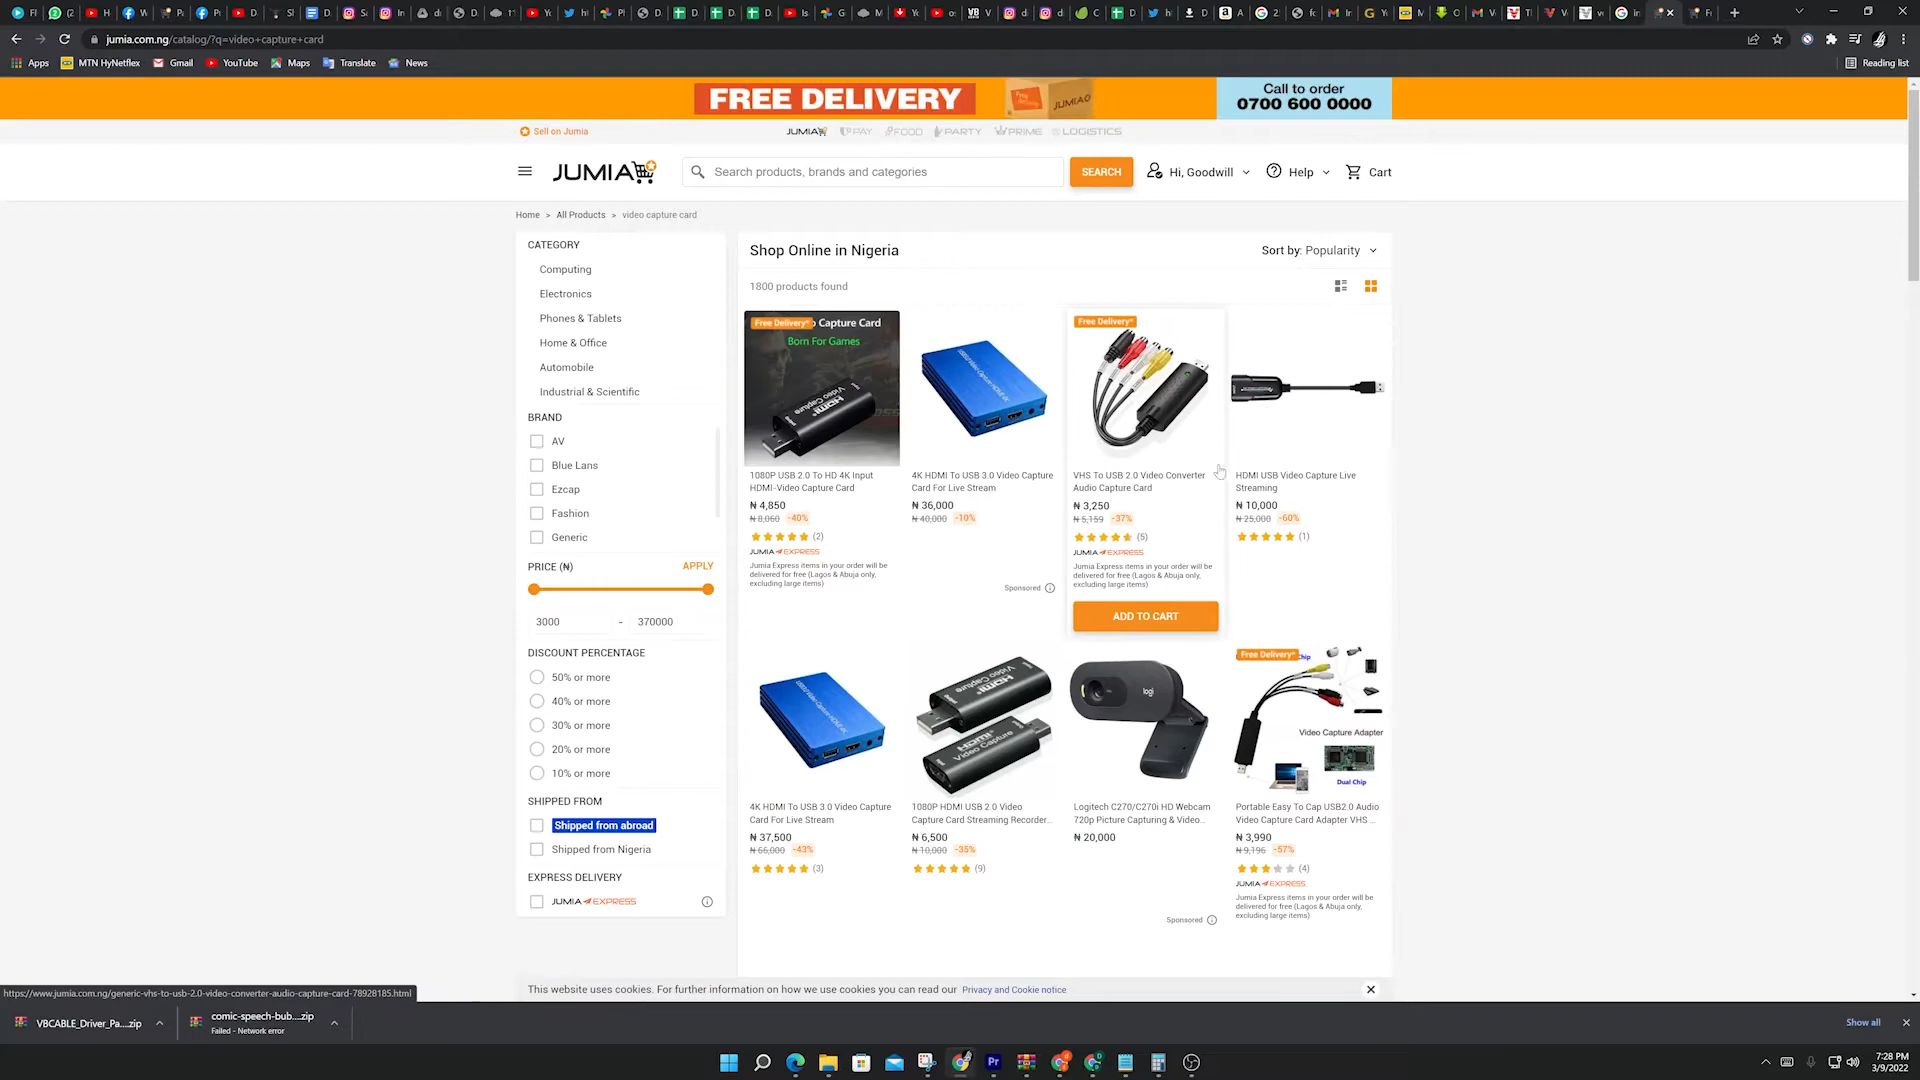 jumia.com.ng/catalog/?q=video+capture+card
Apps
MTN HyNetflex
Gmail
YouTube
Maps
Translate
News
Reading list
FREE DELIVERY
JUMIA
Call to order
0700 600 0000
Sell on Jumia
JUMIA
PAY
FOOD
PARTY
PRIME
LOGISTICS
JUMIA
Search products, brands and categories
SEARCH
Hi, Goodwill
Help
Cart
Home > All Products > video capture card
CATEGORY
Computing
Electronics
Phones & Tablets
Home & Office
Automobile
Industrial & Scientific
BRAND
AV
Blue Lans
Ezcap
Fashion
Generic
PRICE (₦)
APPLY
3000 - 370000
DISCOUNT PERCENTAGE
50% or more
40% or more
30% or more
20% or more
10% or more
SHIPPED FROM
Shipped from abroad
Shipped from Nigeria
EXPRESS DELIVERY
JUMIA EXPRESS
Shop Online in Nigeria
Sort by: Popularity
1800 products found
Free Delivery*
Capture Card
Born For Games
HDMI Video Capture
1080P USB 2.0 To HD 4K Input
HDMI-Video Capture Card
₦ 4,850
₦ 8,060 -40%
(2)
JUMIA EXPRESS
Jumia Express items in your order will be
delivered for free (Lagos & Abuja only,
excluding large items)
4K HDMI To USB 3.0 Video Capture
Card For Live Stream
₦ 36,000
₦ 40,000 -10%
Sponsored
Free Delivery*
VHS To USB 2.0 Video Converter
Audio Capture Card
₦ 3,250
₦ 5,159 -37%
(5)
JUMIA EXPRESS
Jumia Express items in your order will be
delivered for free (Lagos & Abuja only,
excluding large items)
ADD TO CART
HDMI USB Video Capture Live
Streaming
₦ 10,000
₦ 25,000 -60%
(1)
4K HDMI To USB 3.0 Video Capture
Card For Live Stream
₦ 37,500
₦ 66,000 -43%
(3)
HDMI
Video Capture
HDMI
Video Capture
1080P HDMI USB 2.0 Video
Capture Card Streaming Recorder...
₦ 6,500
₦ 10,000 -35%
(9)
logi
Logitech C270/C270i HD Webcam
720p Picture Capturing & Video...
₦ 20,000
Sponsored
Free Delivery*
Chip
Video Capture Adapter
Dual Chip
Portable Easy To Cap USB2.0 Audio
Video Capture Card Adapter VHS ...
₦ 3,990
₦ 9,196 -57%
(4)
JUMIA EXPRESS
Jumia Express items in your order will be
delivered for free (Lagos & Abuja only,
excluding large items)
This website uses cookies. For further information on how we use cookies you can read our Privacy and Cookie notice
https://www.jumia.com.ng/generic-vhs-to-usb-2.0-video-converter-audio-capture-card-78928185.html
VBCABLE_Driver_Pa....zip
comic-speech-bub....zip
Failed - Network error
Show all
7:28 PM
3/9/2022